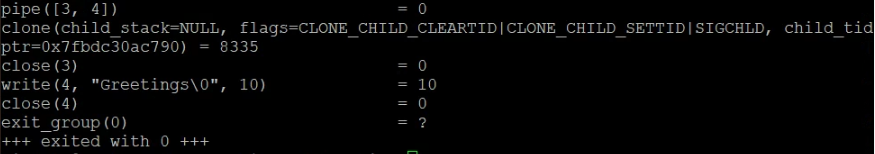 pipe([3, 4])                            = 0
clone(child_stack=NULL, flags=CLONE_CHILD_CLEARTID|CLONE_CHILD_SETTID|SIGCHLD, child_tid
ptr=0x7fbdc30ac790) = 8335
close(3)                                = 0
write(4, "Greetings\0", 10)             = 10
close(4)                                = 0
exit_group(0)                           = ?
+++ exited with 0 +++